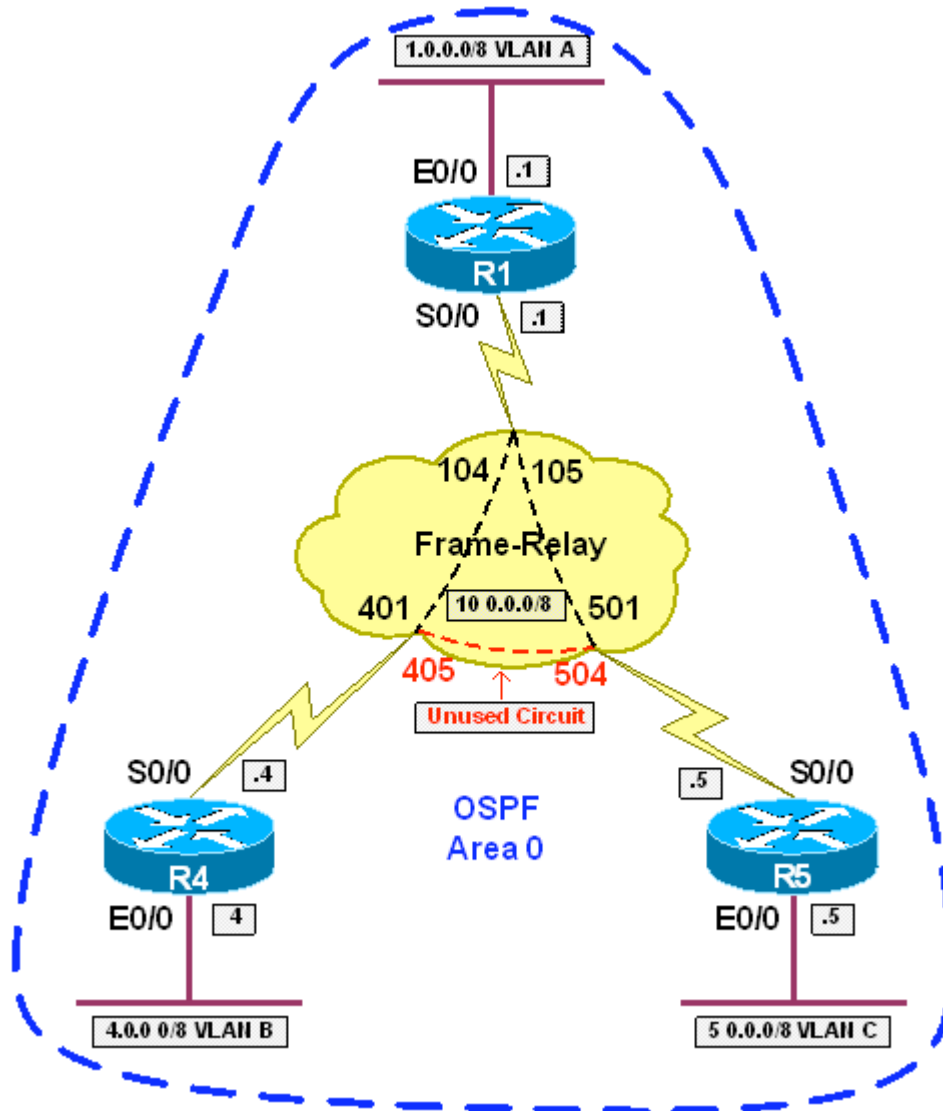 1.0.0.0/8 VLAN A
E0/0 .1
R1
S0/0 .1
104 105
Frame-Relay
401 10 0.0.0/8 501
405 504
Unused Circuit
S0/0 .4 .5 S0/0
OSPF
Area 0
R4 R5
E0/0 4 E0/0 .5
4.0.0 0/8 VLAN B 5 0.0.0/8 VLAN C